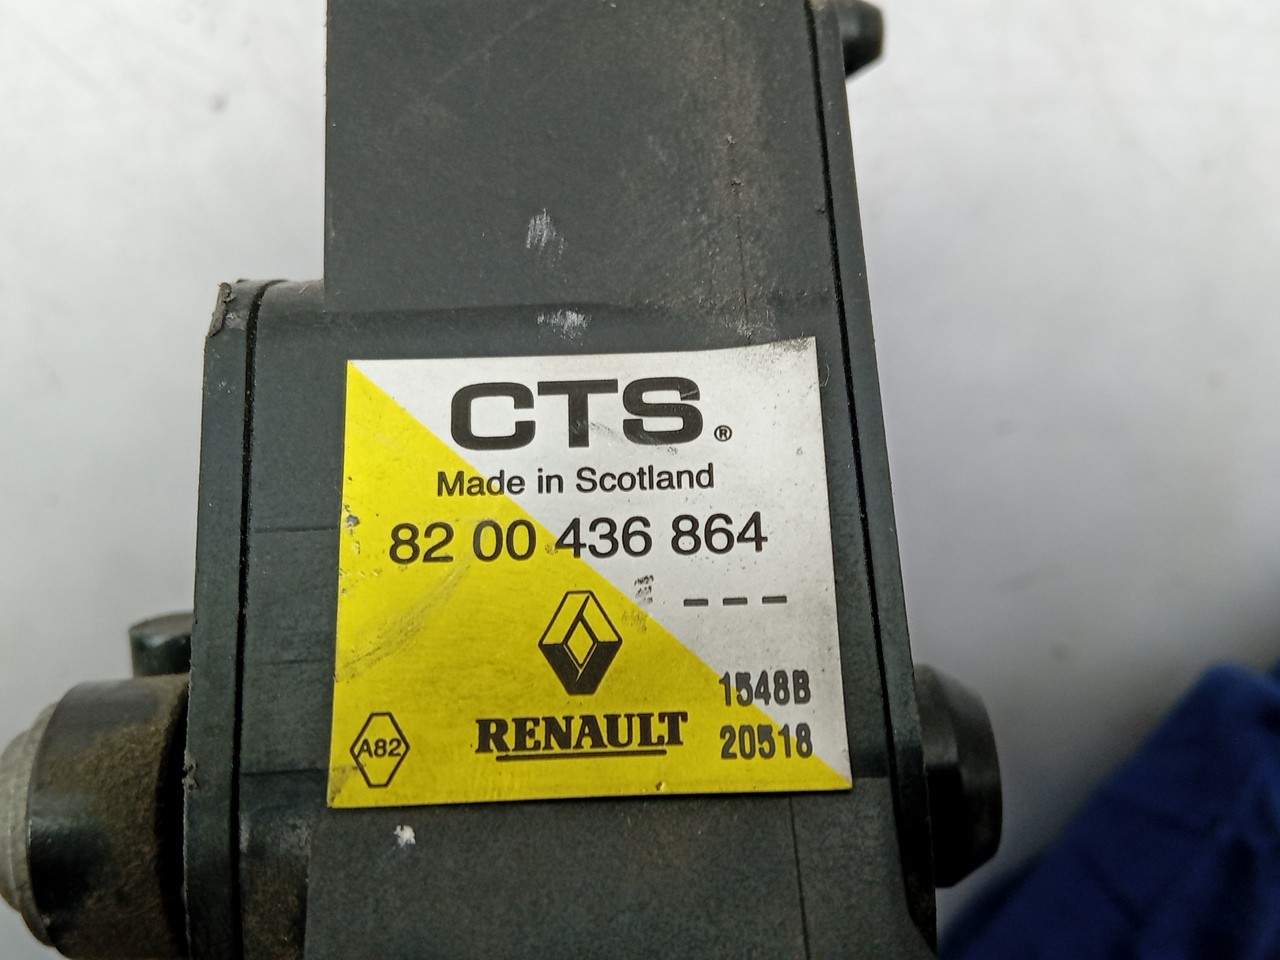 CTS®
Made in Scotland
82 00 436 864
---
1548B
RENAULT
20518
A82